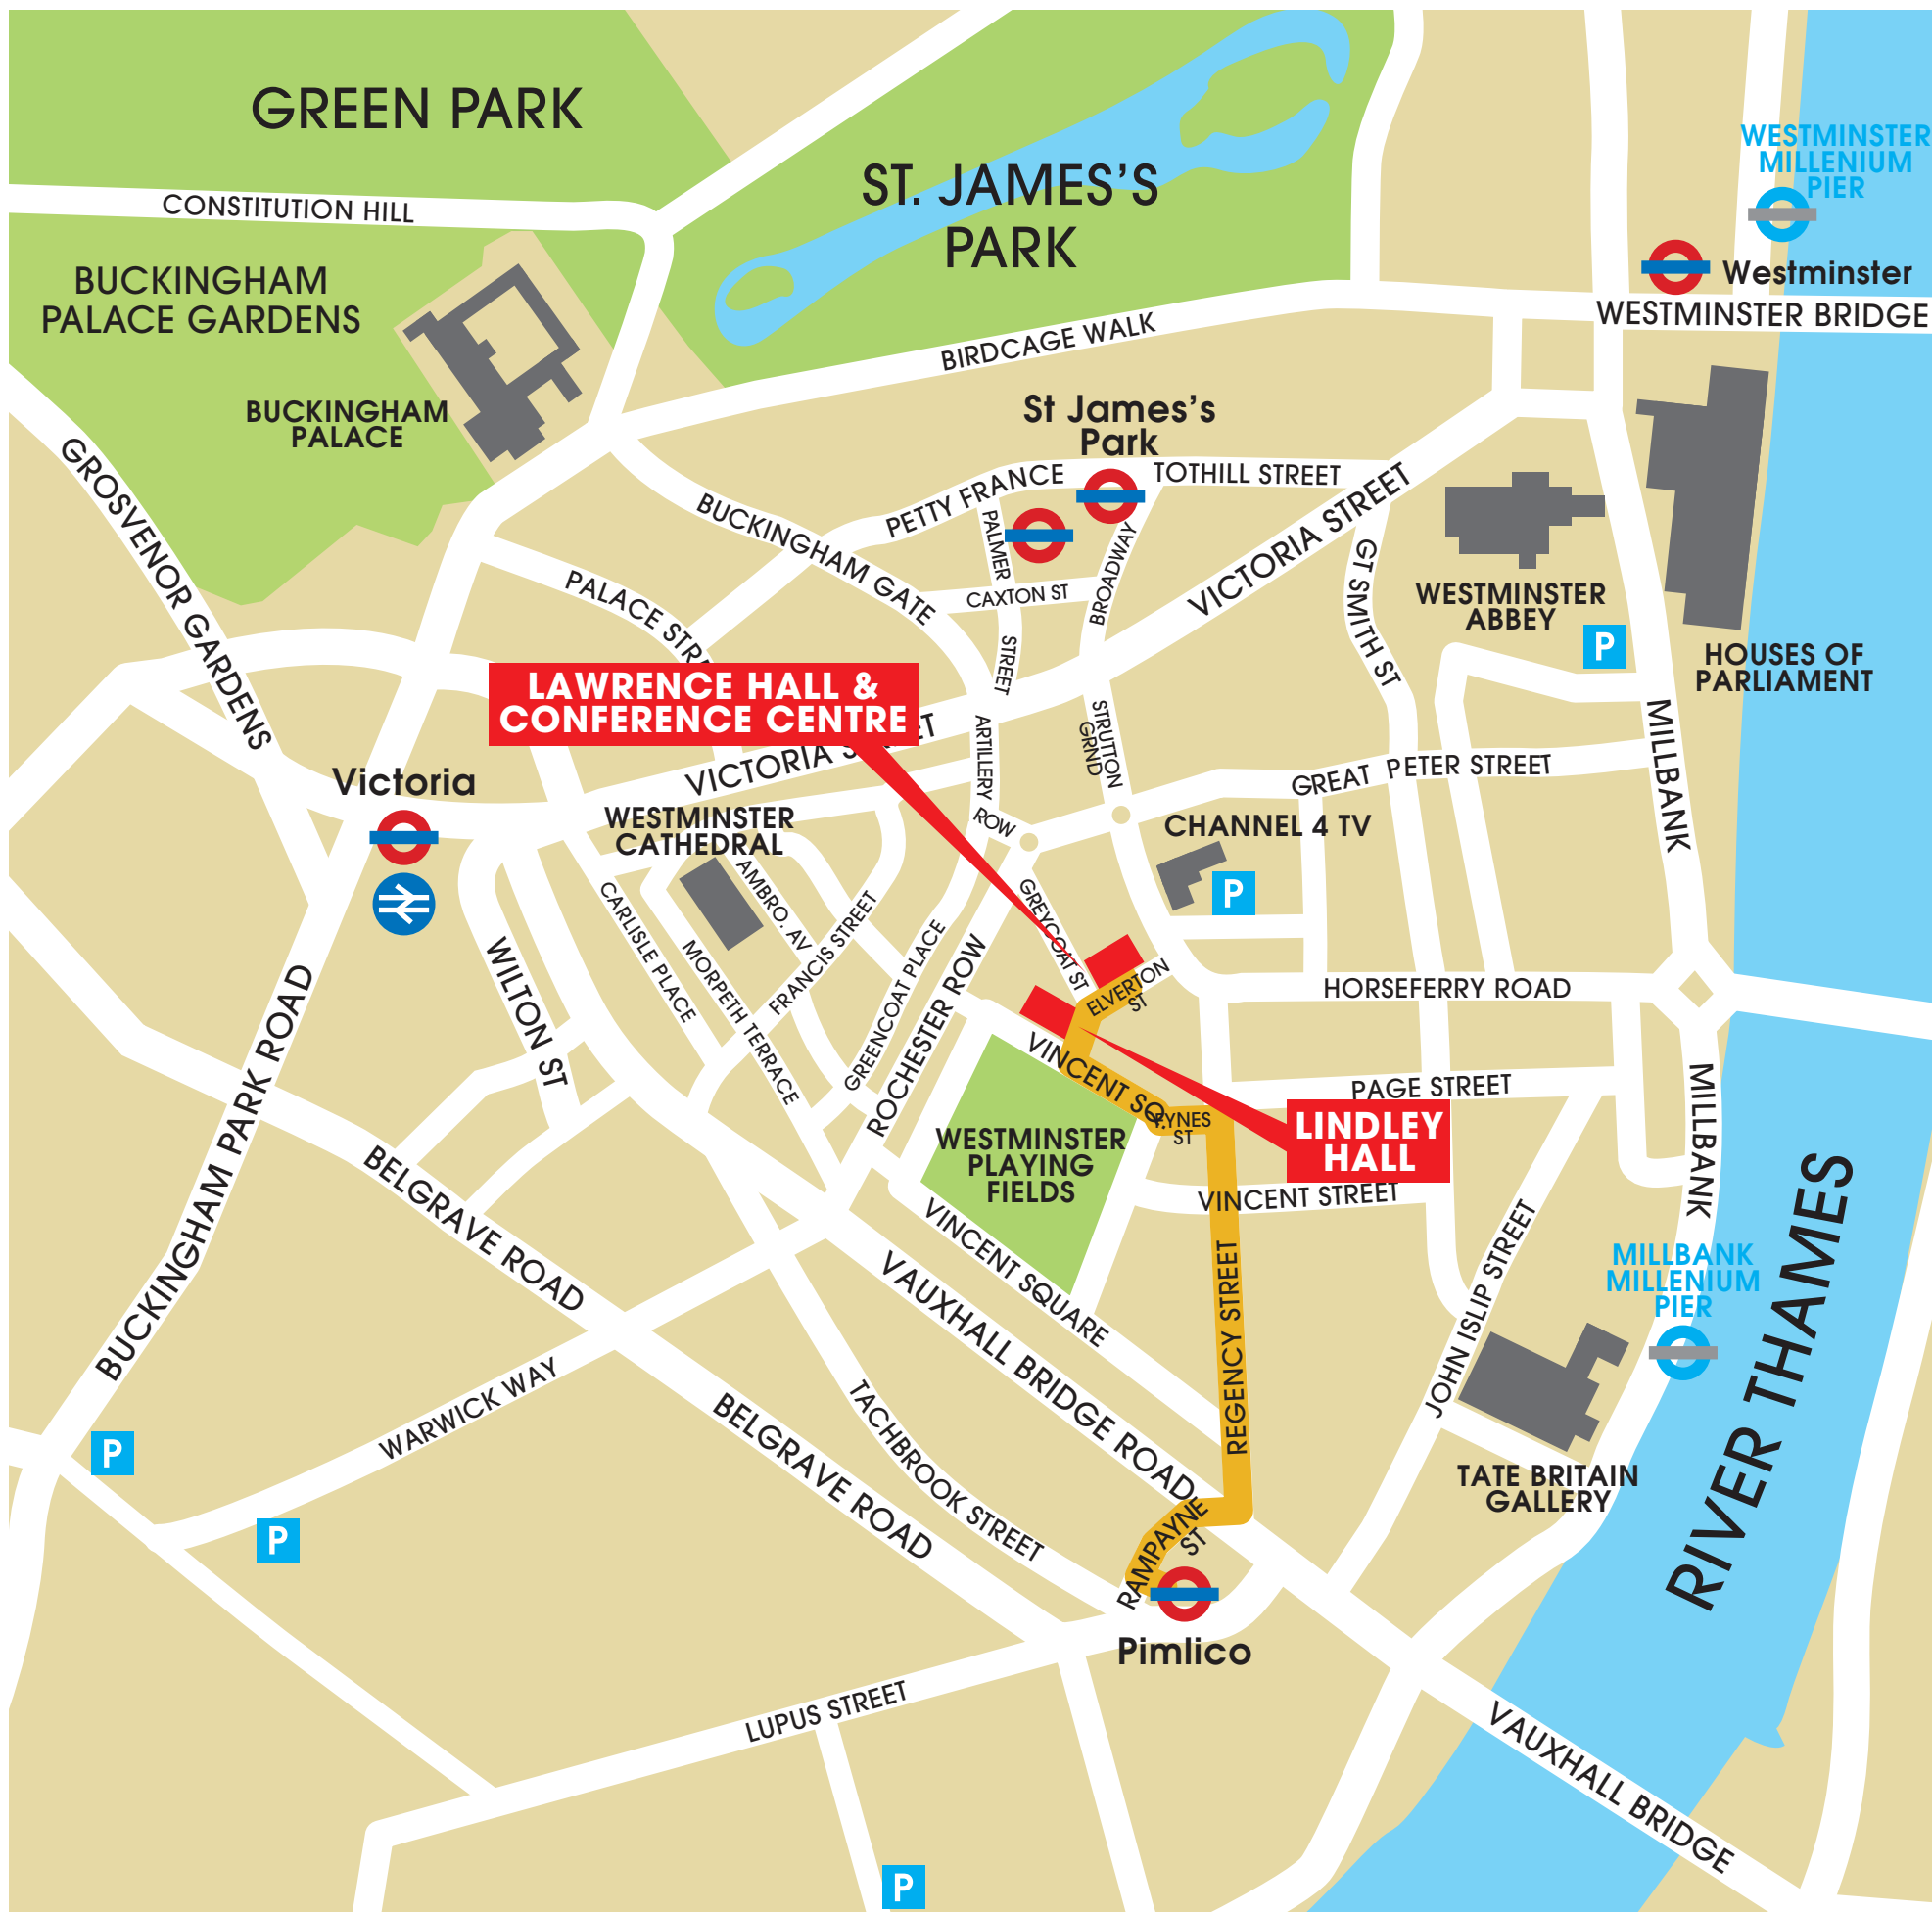 GREEN PARK
CONSTITUTION HILL
BUCKINGHAM
PALACE GARDENS
BUCKINGHAM
PALACE
ST. JAMES'S
PARK
WESTMINSTER
MILLENIUM
PIER
Westminster
WESTMINSTER BRIDGE
BIRDCAGE WALK
St James's
Park
PETTY FRANCE
TOTHILL STREET
VICTORIA STREET
GROSVENOR GARDENS
BUCKINGHAM GATE
PALMER
STREET
CAXTON ST
BROADWAY
GT SMITH ST
WESTMINSTER
ABBEY
P
HOUSES OF
PARLIAMENT
PALACE STRE
LAWRENCE HALL &
CONFERENCE CENTRE
VICTORIA S
ET
ARTILLERY
ROW
STRUTTON
GRND
GREAT PETER STREET
MILLBANK
Victoria
WESTMINSTER
CATHEDRAL
CHANNEL 4 TV
P
AMBRO. AV
CARLISLE PLACE
MORPETH TERRACE
FRANCIS STREET
GREENCOAT PLACE
ROCHESTER ROW
GREYCOAT ST
ELVERTON
ST
HORSEFERRY ROAD
WILTON ST
BUCKINGHAM PARK ROAD
VINCENT SQ.
PAGE STREET
LINDLEY
HALL
FYNES
ST
WESTMINSTER
PLAYING
FIELDS
VINCENT STREET
MILLBANK
BELGRAVE ROAD
VINCENT SQUARE
VAUXHALL BRIDGE ROAD
REGENCY STREET
JOHN ISLIP STREET
MILLBANK
MILLENIUM
PIER
RIVER THAMES
WARWICK WAY
BELGRAVE ROAD
TACHBROOK STREET
TATE BRITAIN
GALLERY
P
P
RAMPAYNE
ST
Pimlico
LUPUS STREET
VAUXHALL BRIDGE
P